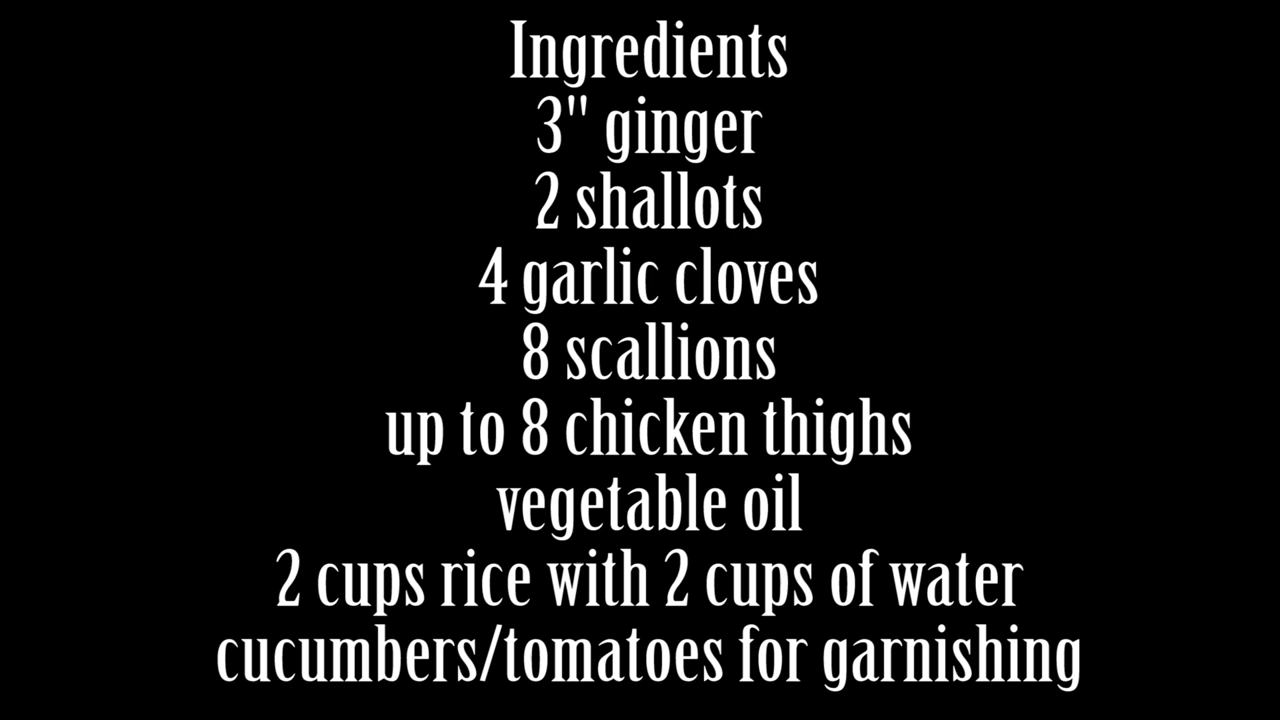 Ingredients
3" ginger
2 shallots
4 garlic cloves
8 scallions
up to 8 chicken thighs
vegetable oil
2 cups rice with 2 cups of water
cucumbers/tomatoes for garnishing